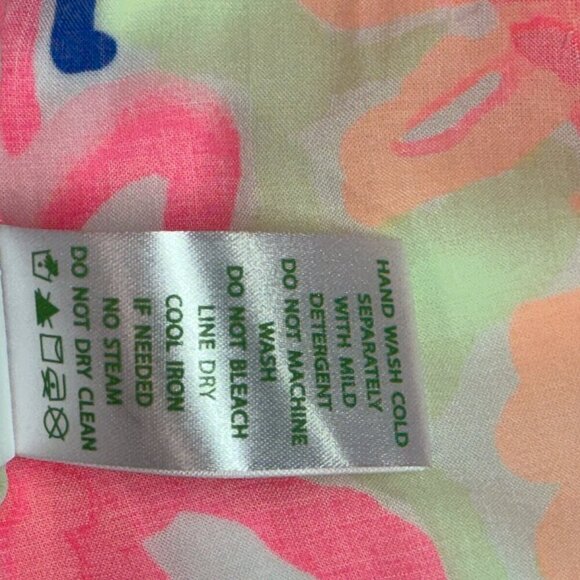 HAND WASH COLD
SEPARATELY
WITH MILD
DETERGENT
DO NOT MACHINE
WASH
DO NOT BLEACH
LINE DRY
COOL IRON
IF NEEDED
NO STEAM
DO NOT DRY CLEAN